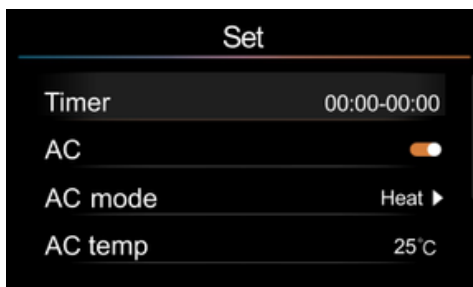 Set
Timer 00:00-00:00
AC
AC mode Heat ▶
AC temp 25°C